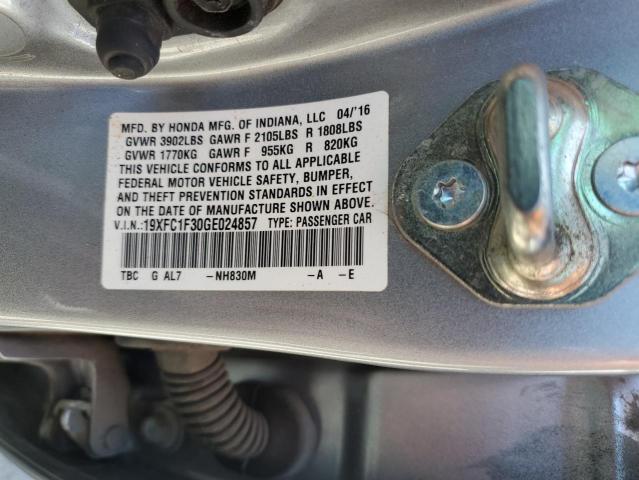 MFD. BY HONDA MFG. OF INDIANA, LLC 04/'16
GVWR 3902LBS GAWR F 2105LBS R 1808LBS
GVWR 1770KG GAWR F 955KG R 820KG
THIS VEHICLE CONFORMS TO ALL APPLICABLE
FEDERAL MOTOR VEHICLE SAFETY, BUMPER,
AND THEFT PREVENTION STANDARDS IN EFFECT
ON THE DATE OF MANUFACTURE SHOWN ABOVE.
V.I.N.:19XFC1F30GE024857 TYPE: PASSENGER CAR
TBC G AL7 -NH830M -A -E